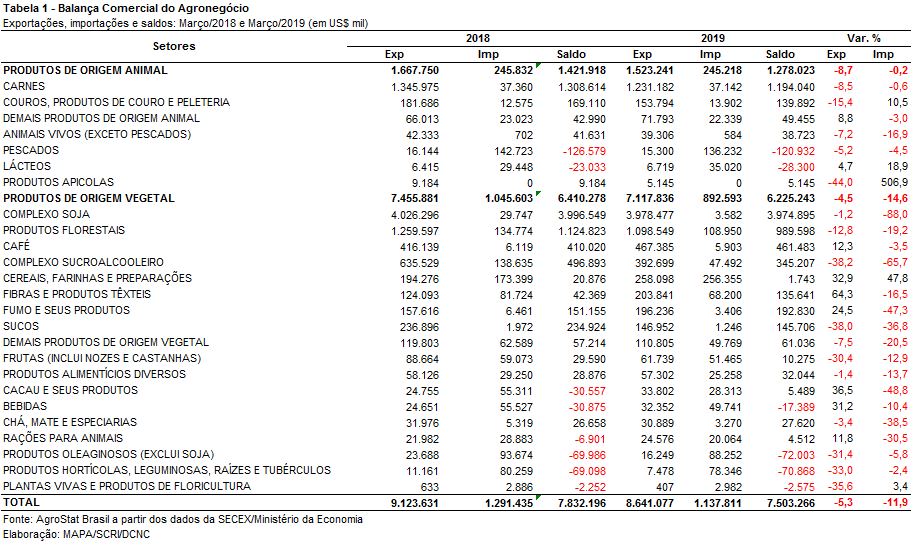 Tabela 1 - Balança Comercial do Agronegócio
Exportações, importações e saldos: Março/2018 e Março/2019 (em US$ mil)
Setores 2018 2019 Var. %
Exp Imp Saldo Exp Imp Saldo Exp Imp
PRODUTOS DE ORIGEM ANIMAL 1.667.750 245.832 1.421.918 1.523.241 245.218 1.278.023 -8,7 -0,2
CARNES 1.345.975 37.360 1.308.614 1.231.182 37.142 1.194.040 -8,5 -0,6
COUROS, PRODUTOS DE COURO E PELETERIA 181.686 12.575 169.110 153.794 13.902 139.892 -15,4 10,5
DEMAIS PRODUTOS DE ORIGEM ANIMAL 66.013 23.023 42.990 71.793 22.339 49.455 8,8 -3,0
ANIMAIS VIVOS (EXCETO PESCADOS) 42.333 702 41.631 39.306 584 38.723 -7,2 -16,9
PESCADOS 16.144 142.723 -126.579 15.300 136.232 -120.932 -5,2 -4,5
LÁCTEOS 6.415 29.448 -23.033 6.719 35.020 -28.300 4,7 18,9
PRODUTOS APICOLAS 9.184 0 9.184 5.145 0 5.145 -44,0 506,9
PRODUTOS DE ORIGEM VEGETAL 7.455.881 1.045.603 6.410.278 7.117.836 892.593 6.225.243 -4,5 -14,6
COMPLEXO SOJA 4.026.296 29.747 3.996.549 3.978.477 3.582 3.974.895 -1,2 -88,0
PRODUTOS FLORESTAIS 1.259.597 134.774 1.124.823 1.098.549 108.950 989.598 -12,8 -19,2
CAFÉ 416.139 6.119 410.020 467.385 5.903 461.483 12,3 -3,5
COMPLEXO SUCROALCOOLEIRO 635.529 138.635 496.893 392.699 47.492 345.207 -38,2 -65,7
CEREAIS, FARINHAS E PREPARAÇÕES 194.276 173.399 20.876 258.098 256.355 1.743 32,9 47,8
FIBRAS E PRODUTOS TÊXTEIS 124.093 81.724 42.369 203.841 68.200 135.641 64,3 -16,5
FUMO E SEUS PRODUTOS 157.616 6.461 151.155 196.236 3.406 192.830 24,5 -47,3
SUCOS 236.896 1.972 234.924 146.952 1.246 145.706 -38,0 -36,8
DEMAIS PRODUTOS DE ORIGEM VEGETAL 119.803 62.589 57.214 110.805 49.769 61.036 -7,5 -20,5
FRUTAS (INCLUI NOZES E CASTANHAS) 88.664 59.073 29.590 61.739 51.465 10.275 -30,4 -12,9
PRODUTOS ALIMENTÍCIOS DIVERSOS 58.126 29.250 28.876 57.302 25.258 32.044 -1,4 -13,7
CACAU E SEUS PRODUTOS 24.755 55.311 -30.557 33.802 28.313 5.489 36,5 -48,8
BEBIDAS 24.651 55.527 -30.875 32.352 49.741 -17.389 31,2 -10,4
CHÁ, MATE E ESPECIARIAS 31.976 5.319 26.658 30.889 3.270 27.620 -3,4 -38,5
RAÇÕES PARA ANIMAIS 21.982 28.883 -6.901 24.576 20.064 4.512 11,8 -30,5
PRODUTOS OLEAGINOSOS (EXCLUI SOJA) 23.688 93.674 -69.986 16.249 88.252 -72.003 -31,4 -5,8
PRODUTOS HORTÍCOLAS, LEGUMINOSAS, RAÍZES E TUBÉRCULOS 11.161 80.259 -69.098 7.478 78.346 -70.868 -33,0 -2,4
PLANTAS VIVAS E PRODUTOS DE FLORICULTURA 633 2.886 -2.252 407 2.982 -2.575 -35,6 3,4
TOTAL 9.123.631 1.291.435 7.832.196 8.641.077 1.137.811 7.503.266 -5,3 -11,9
Fonte: AgroStat Brasil a partir dos dados da SECEX/Ministério da Economia
Elaboração: MAPA/SCRI/DCNC